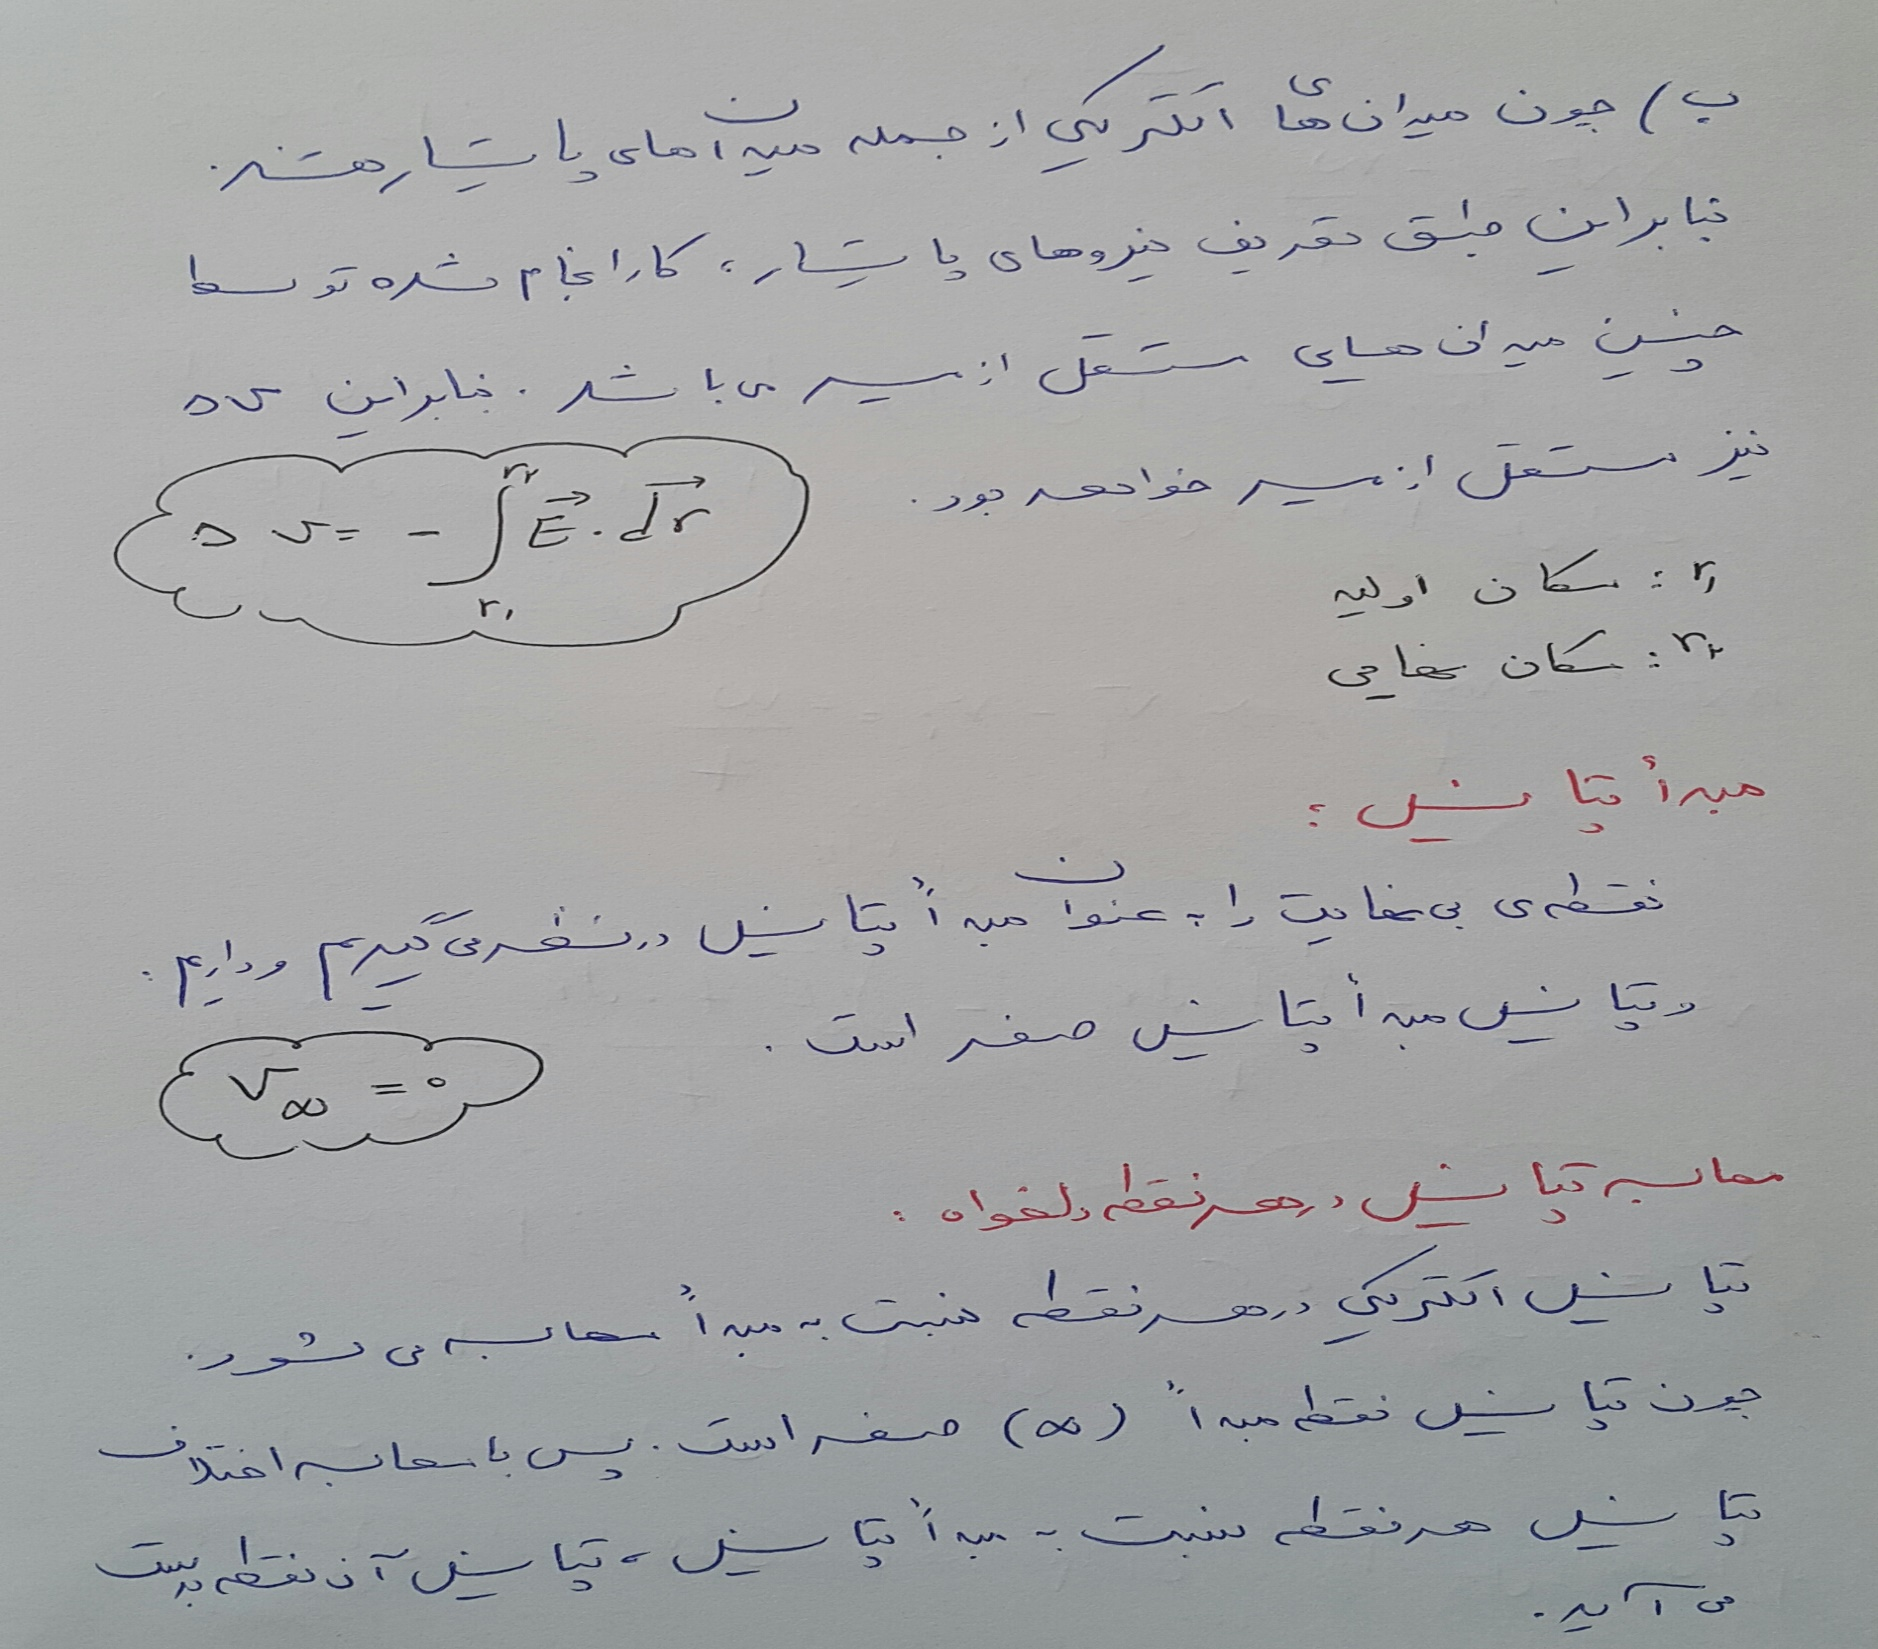 ب) چون میدان‌های الکتریکی از جمله میدان‌های پایستار هستند.
بنابراین طبق تعریف نیروهای پایستار، کار انجام شده توسط
چنین میدان‌هایی مستقل از مسیر می‌باشد. بنابراین ΔV
نیز مستقل از مسیر خواهد بود.
ΔV = - ∫_{r₁}^{r₂} E⃗ . dr⃗
r₁ : مکان اولیه
r₂ : مکان نهایی
مبدأ پتانسیل :
نقطه‌ی بی‌نهایت را به عنوان مبدأ پتانسیل در نظر می‌گیریم و داریم :
و پتانسیل مبدأ پتانسیل صفر است.
V∞ = ۰
محاسبه پتانسیل در هر نقطه دلخواه :
پتانسیل الکتریکی در هر نقطه نسبت به مبدأ محاسبه می‌شود.
چون پتانسیل نقطه مبدأ (∞) صفر است. پس با محاسبه اختلاف
پتانسیل هر نقطه نسبت به مبدأ پتانسیل، پتانسیل آن نقطه بدست
می‌آید.